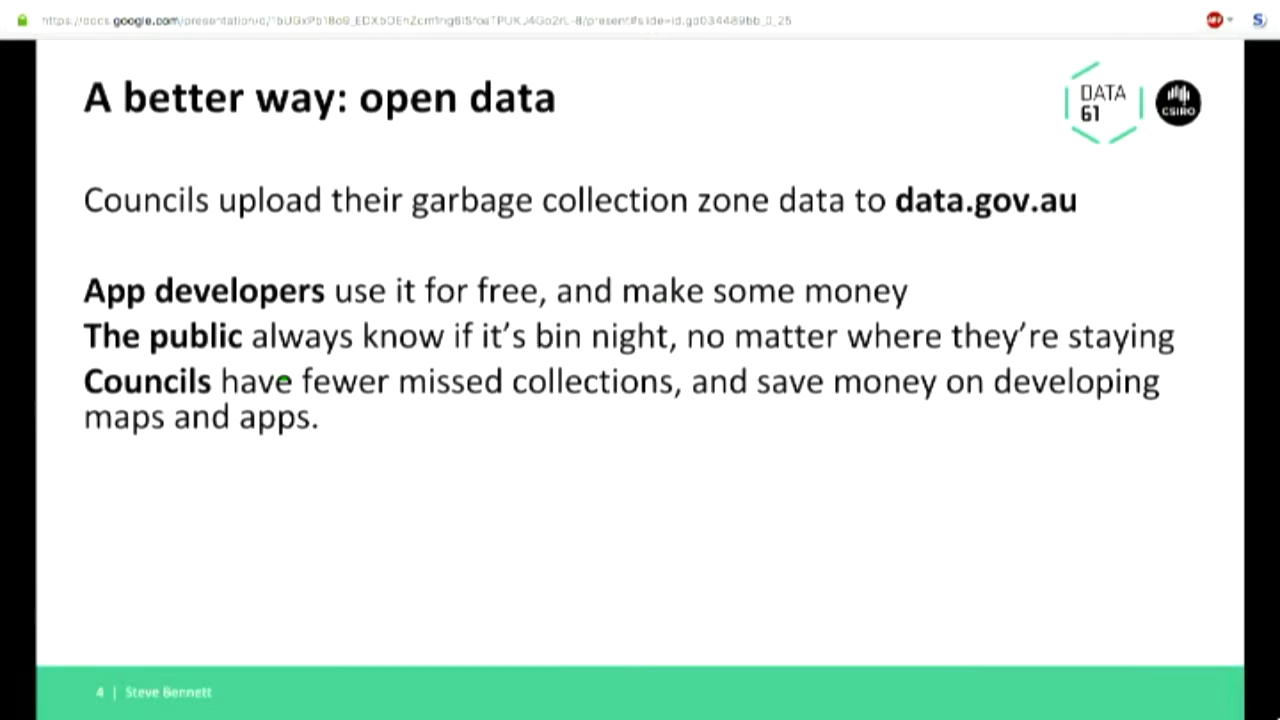 A better way: open data
DATA
61
CSIRO
Councils upload their garbage collection zone data to data.gov.au
App developers use it for free, and make some money
The public always know if it's bin night, no matter where they're staying
Councils have fewer missed collections, and save money on developing
maps and apps.
4 | Steve Bennett